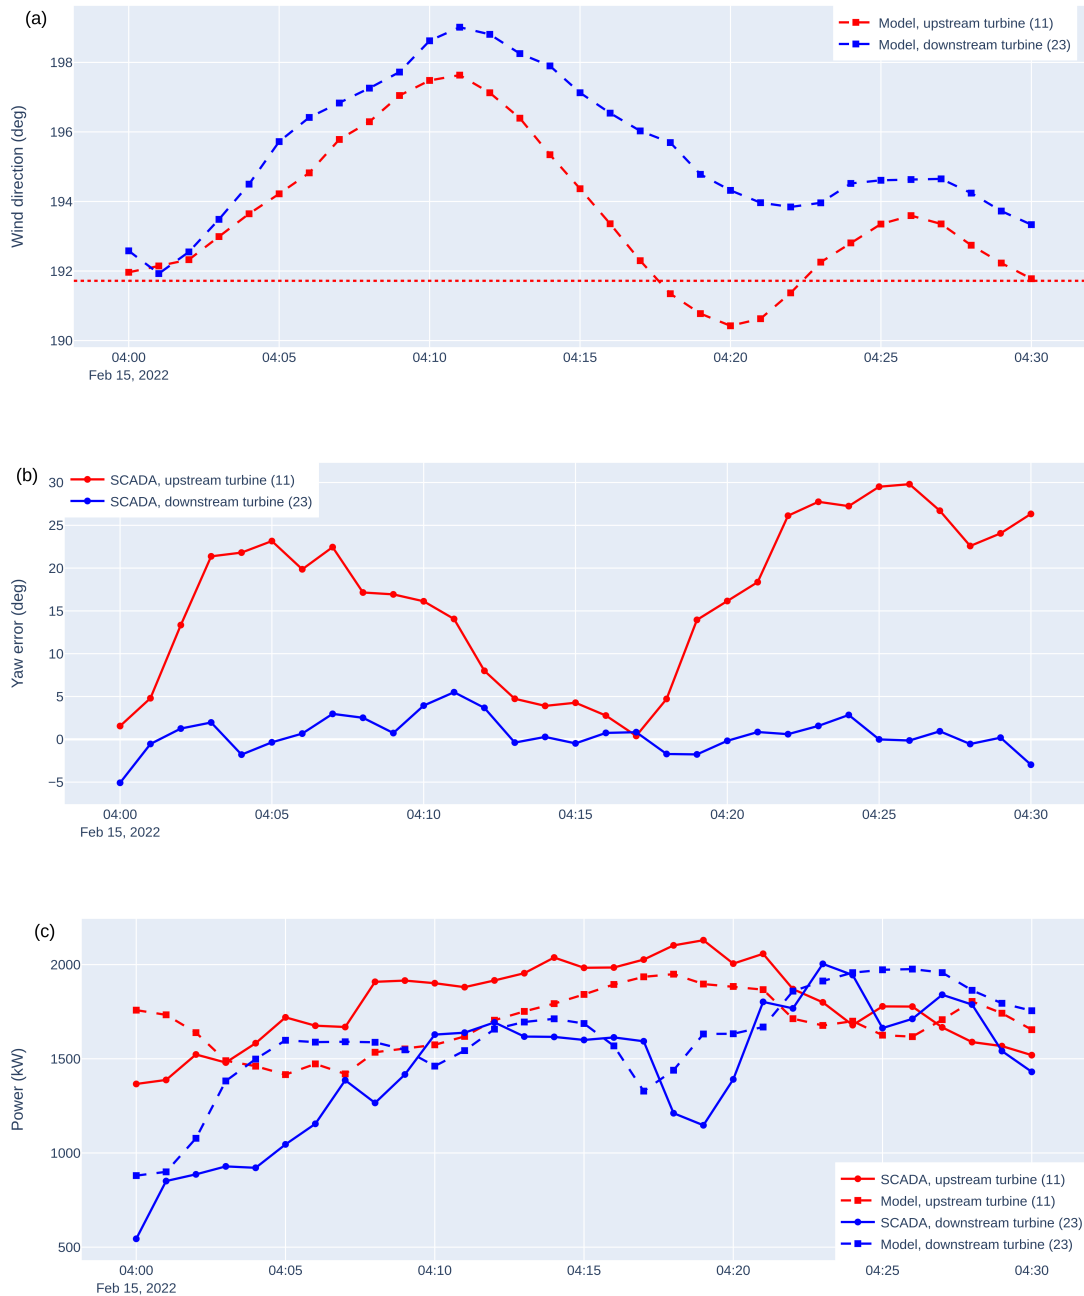 (a)
Model, upstream turbine (11)
Model, downstream turbine (23)
Wind direction (deg)
198
196
194
192
190
04:00 04:05 04:10 04:15 04:20 04:25 04:30
Feb 15, 2022
(b)
SCADA, upstream turbine (11)
SCADA, downstream turbine (23)
Yaw error (deg)
30
25
20
15
10
5
0
−5
04:00 04:05 04:10 04:15 04:20 04:25 04:30
Feb 15, 2022
(c)
Power (kW)
2000
1500
1000
500
SCADA, upstream turbine (11)
Model, upstream turbine (11)
SCADA, downstream turbine (23)
Model, downstream turbine (23)
04:00 04:05 04:10 04:15 04:20 04:25 04:30
Feb 15, 2022